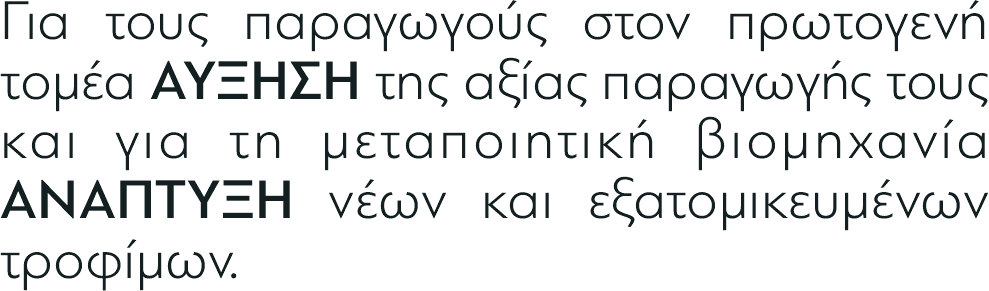 Για τους παραγωγούς στον πρωτογενή
τομέα ΑΥΞΗΣΗ της αξίας παραγωγής τους
και για τη μεταποιητική βιομηχανία
ΑΝΑΠΤΥΞΗ νέων και εξατομικευμένων
τροφίμων.